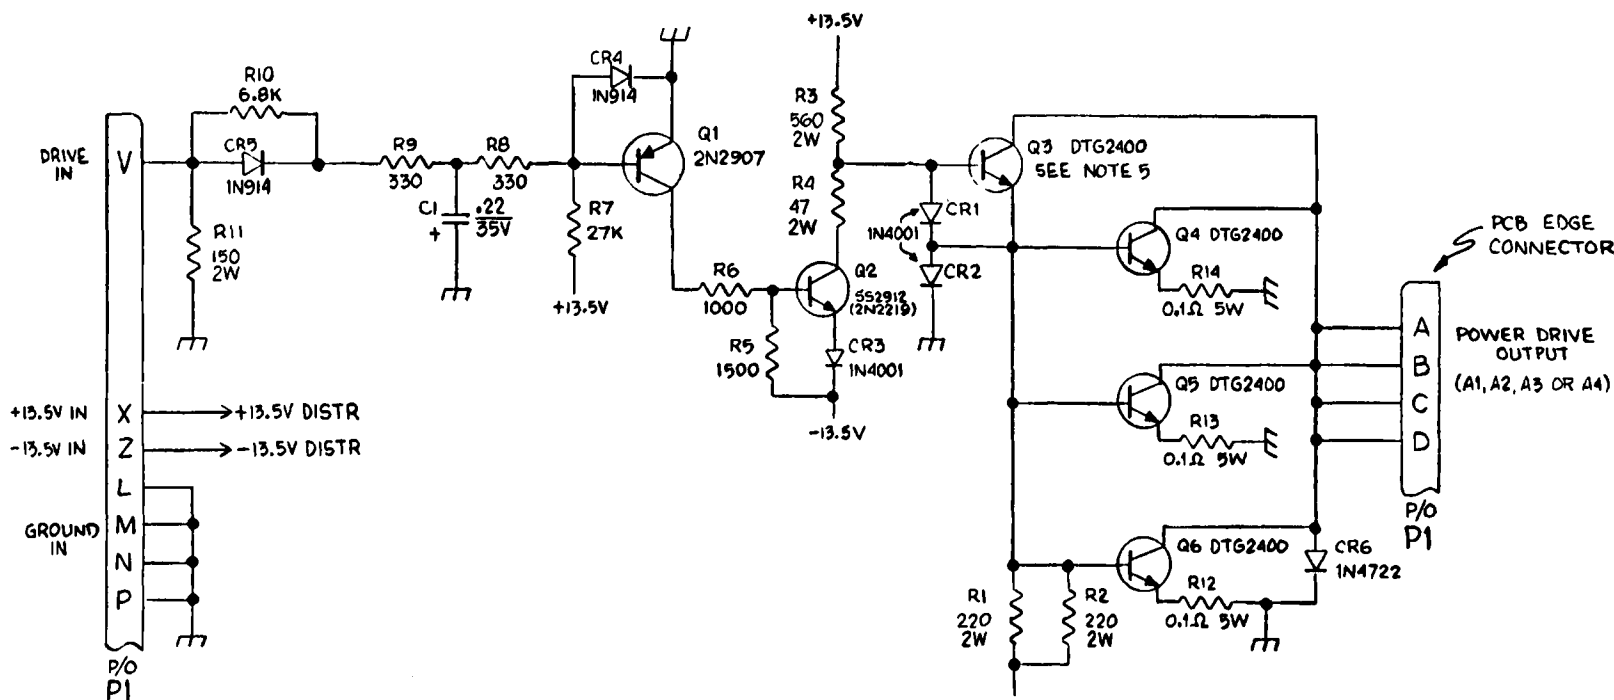 +13.5V
R10
6.8K
CR5
1N914
DRIVE
IN
V
R11
150
2W
R9
330
R8
330
C1
+
.22
35V
CR4
1N914
Q1
2N2907
R7
27K
+13.5V
R3
560
2W
R4
47
2W
R6
1000
R5
1500
Q2
SS2912
(2N2219)
CR3
1N4001
-13.5V
CR1
1N4001
CR2
Q3 DTG2400
SEE NOTE 5
Q4 DTG2400
R14
0.1Ω 5W
Q5 DTG2400
R13
0.1Ω 5W
Q6 DTG2400
R12
0.1Ω 5W
CR6
1N4722
R1
220
2W
R2
220
2W
PCB EDGE
CONNECTOR
A
B
C
D
POWER DRIVE
OUTPUT
(A1, A2, A3 OR A4)
P/O
P1
+13.5V IN
X
+13.5V DISTR
-13.5V IN
Z
-13.5V DISTR
L
M
N
P
GROUND
IN
P/O
P1